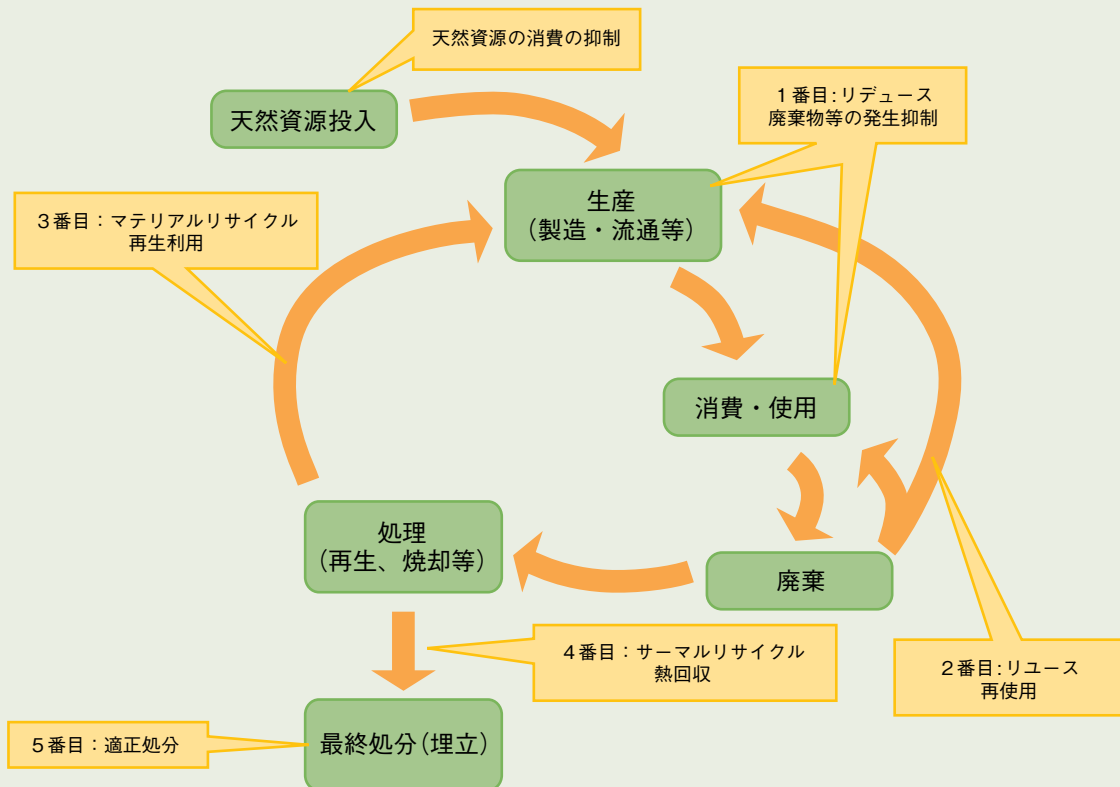 天然資源の消費の抑制
天然資源投入
1番目:リデュース
廃棄物等の発生抑制
生産
(製造・流通等)
3番目：マテリアルリサイクル
再生利用
消費・使用
処理
(再生、焼却等)
廃棄
4番目：サーマルリサイクル
熱回収
2番目:リユース
再使用
5番目：適正処分
最終処分(埋立)